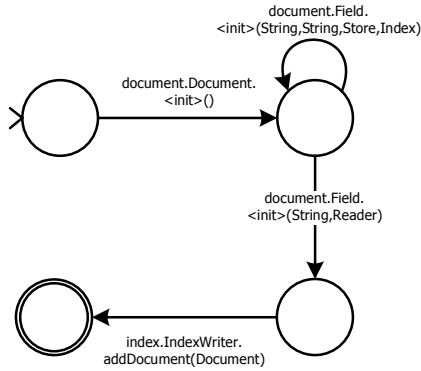 document.Field.
<init>(String,String,Store,Index)
document.Document.
<init>()
document.Field.
<init>(String,Reader)
index.IndexWriter.
addDocument(Document)